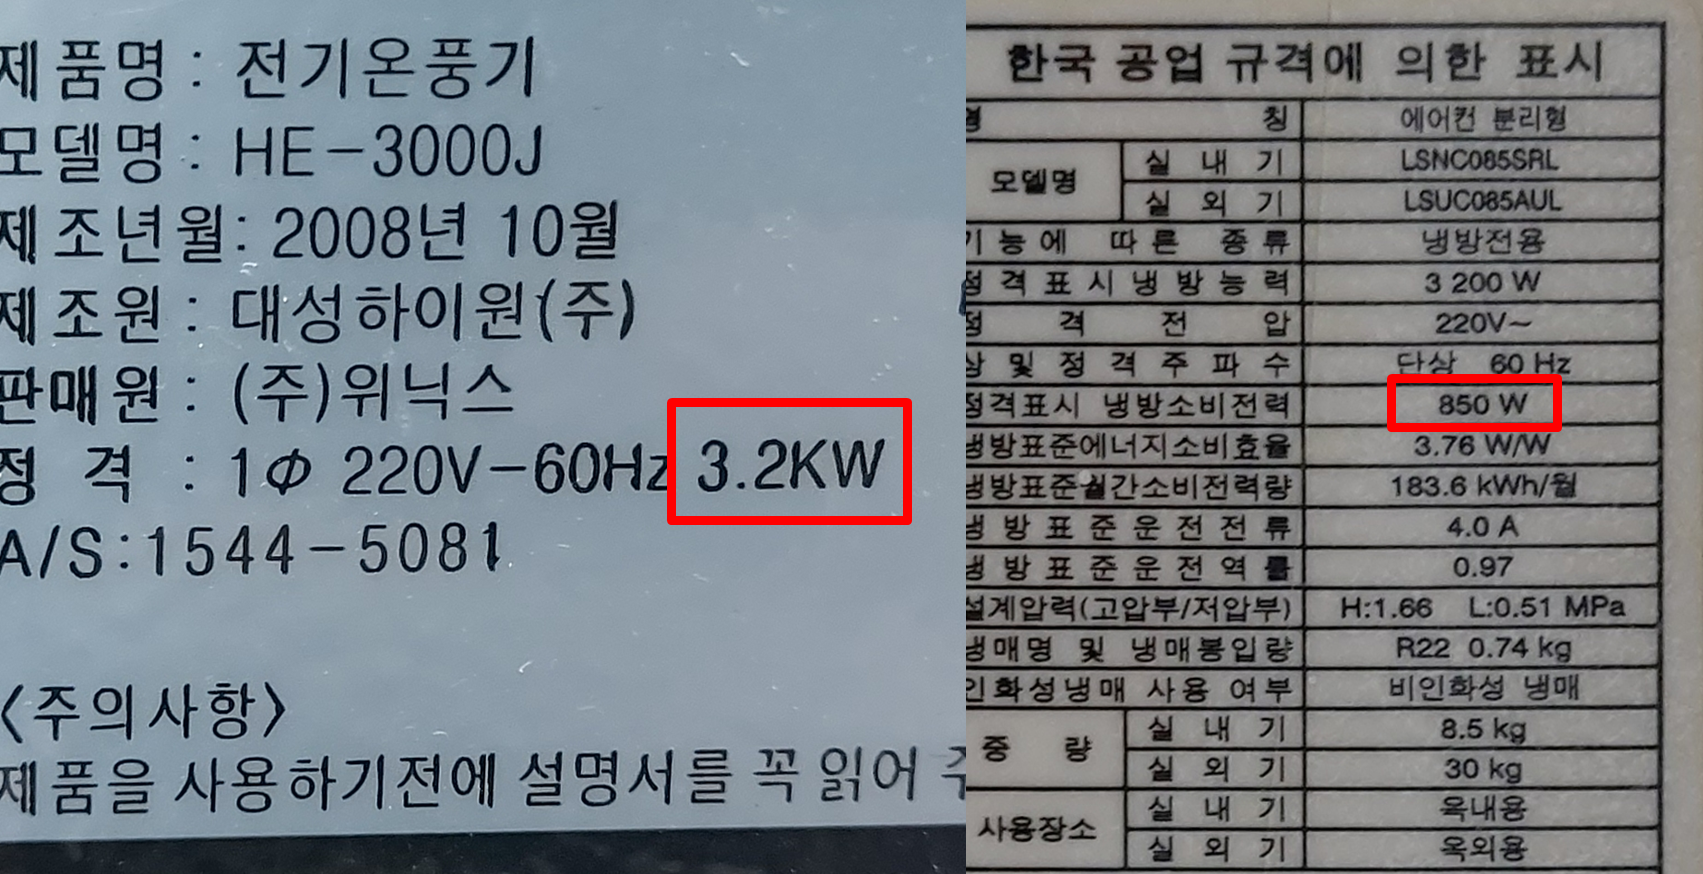 제품명 : 전기온풍기
모델명 : HE-3000J
제조년월: 2008년 10월
제조원 : 대성하이원(주)
판매원 : (주)위닉스
정 격 : 1Φ 220V-60Hz 3.2KW
A/S:1544-5081
<주의사항>
제품을 사용하기전에 설명서를 꼭 읽어
한국 공업 규격에 의한 표시
명 칭 에어컨 분리형
모델명 실 내 기 LSNC085SRL
실 외 기 LSUC085AUL
기능에 따른 종류 냉방전용
정격표시냉방능력 3 200 W
정 격 전 압 220V~
상 및 정격주파수 단상 60 Hz
정격표시 냉방소비전력 850 W
냉방표준에너지소비효율 3.76 W/W
냉방표준월간소비전력량 183.6 kWh/월
냉방표준운전전류 4.0 A
냉방표준운전역률 0.97
설계압력(고압부/저압부) H:1.66 L:0.51 MPa
냉매명 및 냉매봉입량 R22 0.74 kg
인화성냉매 사용 여부 비인화성 냉매
중 량 실 내 기 8.5 kg
실 외 기 30 kg
사용장소 실 내 기 옥내용
실 외 기 옥외용